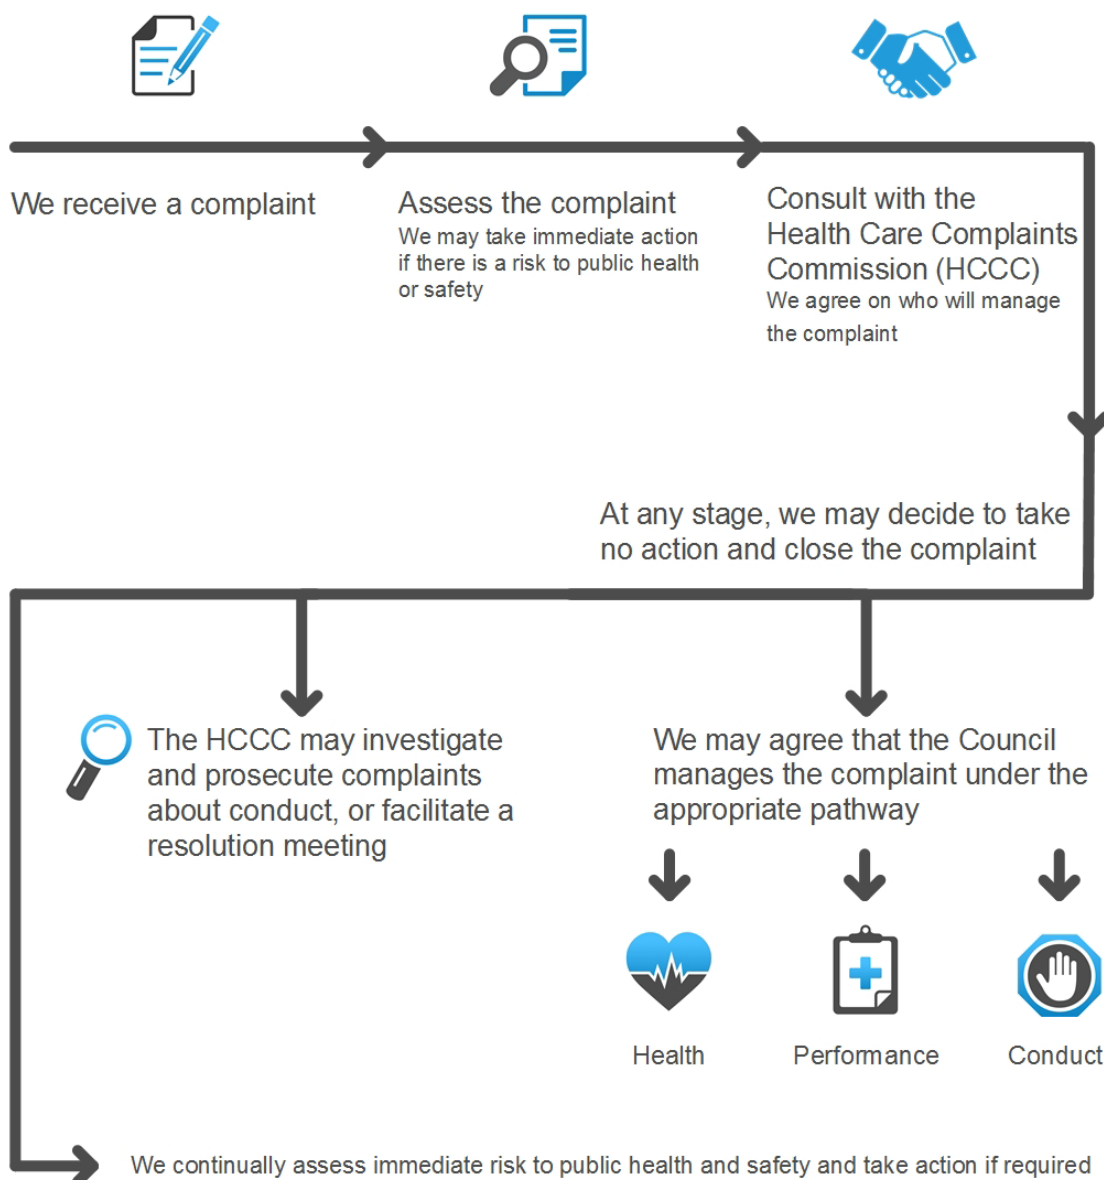 We receive a complaint
Assess the complaint
We may take immediate action
if there is a risk to public health
or safety
Consult with the
Health Care Complaints
Commission (HCCC)
We agree on who will manage
the complaint
At any stage, we may decide to take
no action and close the complaint
The HCCC may investigate
and prosecute complaints
about conduct, or facilitate a
resolution meeting
We may agree that the Council
manages the complaint under the
appropriate pathway
Health
Performance
Conduct
We continually assess immediate risk to public health and safety and take action if required